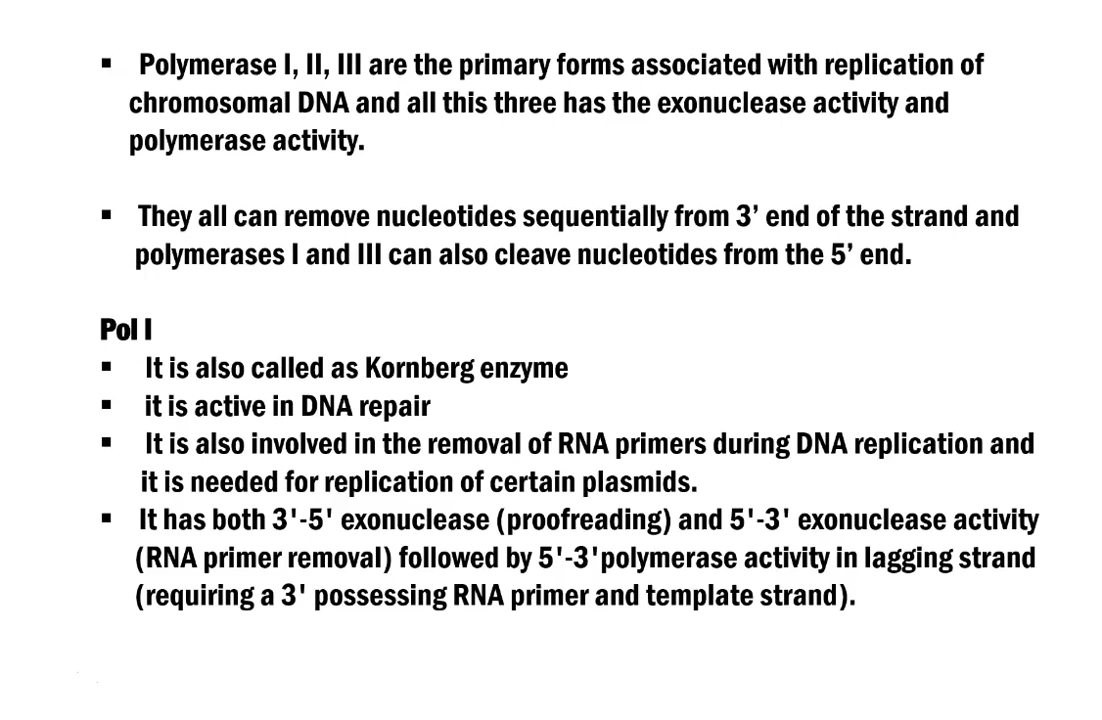 ▪ Polymerase I, II, III are the primary forms associated with replication of
chromosomal DNA and all this three has the exonuclease activity and
polymerase activity.
▪ They all can remove nucleotides sequentially from 3’ end of the strand and
polymerases I and III can also cleave nucleotides from the 5’ end.
Pol I
▪ It is also called as Kornberg enzyme
▪ it is active in DNA repair
▪ It is also involved in the removal of RNA primers during DNA replication and
it is needed for replication of certain plasmids.
▪ It has both 3'-5' exonuclease (proofreading) and 5'-3' exonuclease activity
(RNA primer removal) followed by 5'-3'polymerase activity in lagging strand
(requiring a 3' possessing RNA primer and template strand).